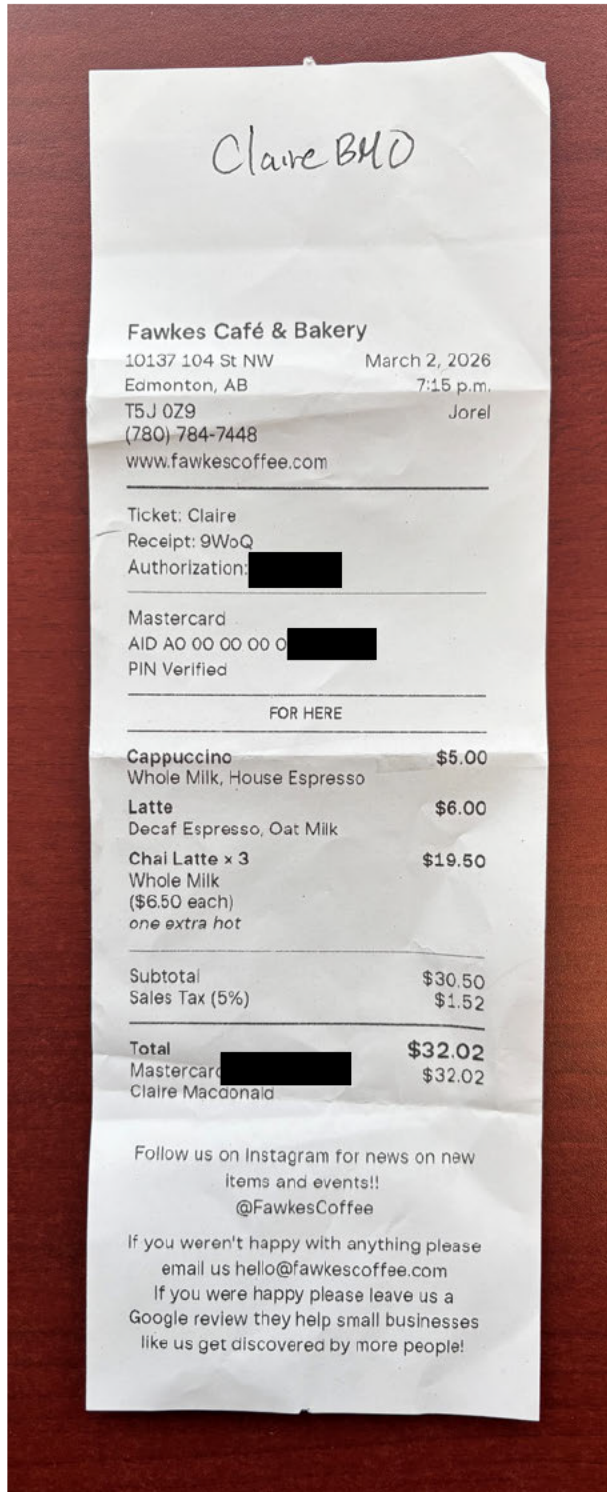 Claire BMO
Fawkes Café & Bakery
10137 104 St NW March 2, 2026
Edmonton, AB 7:15 p.m.
T5J 0Z9 Jorel
(780) 784-7448
www.fawkescoffee.com
Ticket: Claire
Receipt: 9WoQ
Authorization:
Mastercard
AID A0 00 00 00 0
PIN Verified
FOR HERE
Cappuccino $5.00
Whole Milk, House Espresso
Latte $6.00
Decaf Espresso, Oat Milk
Chai Latte × 3 $19.50
Whole Milk
($6.50 each)
one extra hot
Subtotal $30.50
Sales Tax (5%) $1.52
Total $32.02
Mastercard $32.02
Claire Macdonald
Follow us on Instagram for news on new
items and events!!
@FawkesCoffee
If you weren't happy with anything please
email us hello@fawkescoffee.com
If you were happy please leave us a
Google review they help small businesses
like us get discovered by more people!